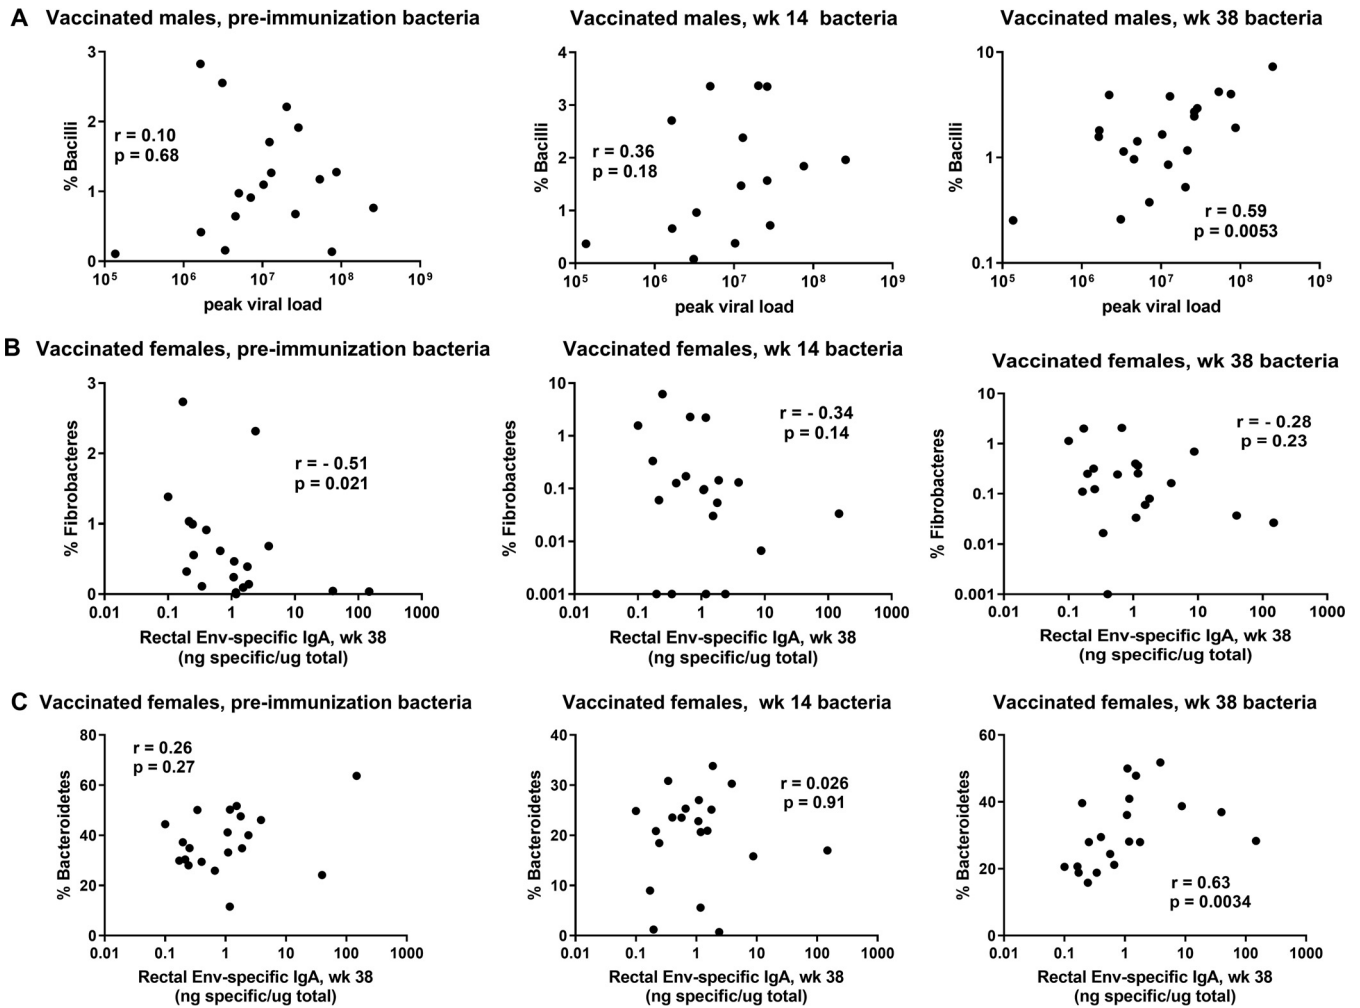 A
Vaccinated males, pre-immunization bacteria
% Bacilli
3
2
1
0
r = 0.10
p = 0.68
10⁵ 10⁶ 10⁷ 10⁸ 10⁹
peak viral load
Vaccinated males, wk 14 bacteria
% Bacilli
4
3
2
1
0
r = 0.36
p = 0.18
10⁵ 10⁶ 10⁷ 10⁸ 10⁹
peak viral load
Vaccinated males, wk 38 bacteria
% Bacilli
10
1
0.1
r = 0.59
p = 0.0053
10⁵ 10⁶ 10⁷ 10⁸ 10⁹
peak viral load
B
Vaccinated females, pre-immunization bacteria
% Fibrobacteres
3
2
1
0
r = - 0.51
p = 0.021
0.01 0.1 1 10 100 1000
Rectal Env-specific IgA, wk 38
(ng specific/ug total)
Vaccinated females, wk 14 bacteria
% Fibrobacteres
10
1
0.1
0.01
0.001
r = - 0.34
p = 0.14
0.01 0.1 1 10 100 1000
Rectal Env-specific IgA, wk 38
(ng specific/ug total)
Vaccinated females, wk 38 bacteria
% Fibrobacteres
10
1
0.1
0.01
0.001
r = - 0.28
p = 0.23
0.01 0.1 1 10 100 1000
Rectal Env-specific IgA, wk 38
(ng specific/ug total)
C
Vaccinated females, pre-immunization bacteria
% Bacteroidetes
80
60
40
20
0
r = 0.26
p = 0.27
0.01 0.1 1 10 100 1000
Rectal Env-specific IgA, wk 38
(ng specific/ug total)
Vaccinated females, wk 14 bacteria
% Bacteroidetes
40
30
20
10
0
r = 0.026
p = 0.91
0.01 0.1 1 10 100 1000
Rectal Env-specific IgA, wk 38
(ng specific/ug total)
Vaccinated females, wk 38 bacteria
% Bacteroidetes
60
40
20
0
r = 0.63
p = 0.0034
0.01 0.1 1 10 100 1000
Rectal Env-specific IgA, wk 38
(ng specific/ug total)